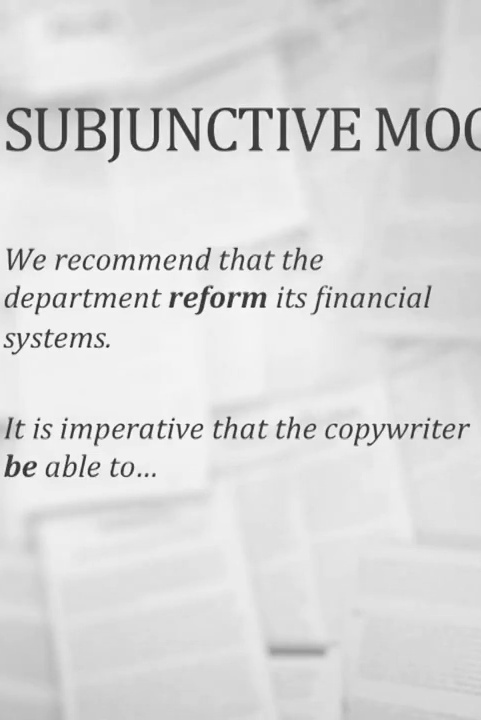 SUBJUNCTIVE MOO
We recommend that the
department reform its financial
systems.
It is imperative that the copywriter
be able to...